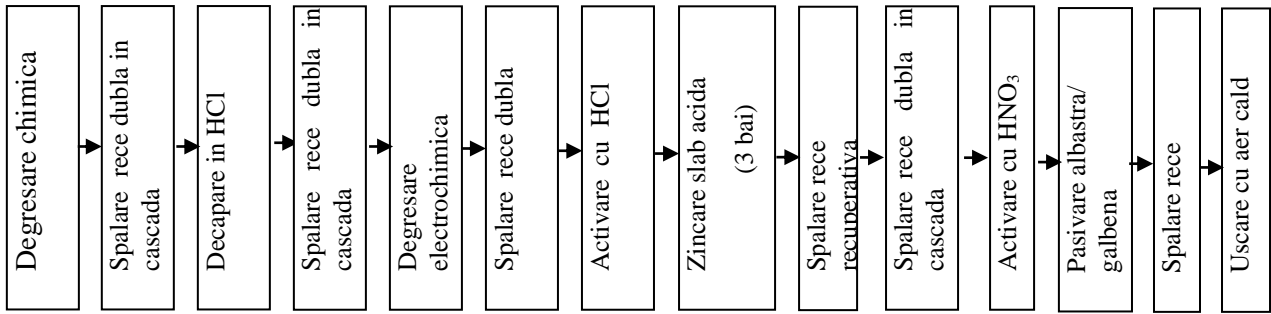 Degresare chimica
Spalare rece dubla in
cascada
Decapare in HCl
Spalare rece dubla in
cascada
Degresare
electrochimica
Spalare rece dubla
Activare cu HCl
Zincare slab acida
(3 bai)
Spalare rece
recuperativa
Spalare rece dubla in
cascada
Activare cu HNO₃
Pasivare albastra/
galbena
Spalare rece
Uscare cu aer cald